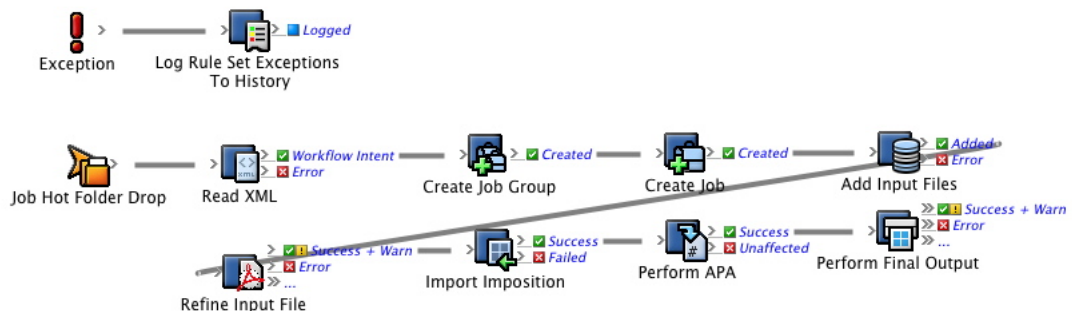 Logged
Exception
Log Rule Set Exceptions
To History
Workflow Intent
Error
Created
Created
Added
Error
Job Hot Folder Drop
Read XML
Create Job Group
Create Job
Add Input Files
Success + Warn
Error
...
Success
Failed
Success
Unaffected
Success + Warn
Error
...
Refine Input File
Import Imposition
Perform APA
Perform Final Output